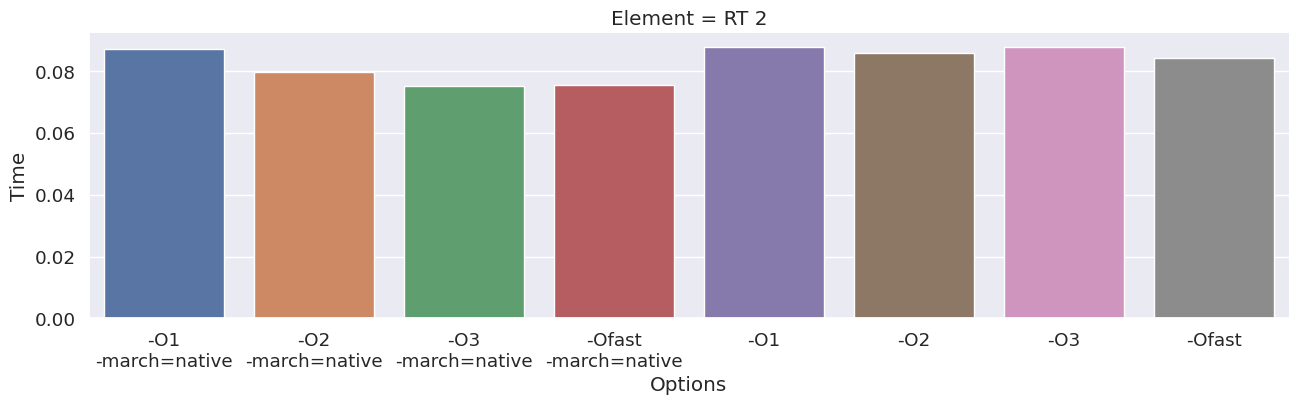 Element = RT 2
0.08
0.06
0.04
0.02
0.00
Time
-O1 -O2 -O3 -Ofast -O1 -O2 -O3 -Ofast
-march=native -march=native -march=native -march=native
Options